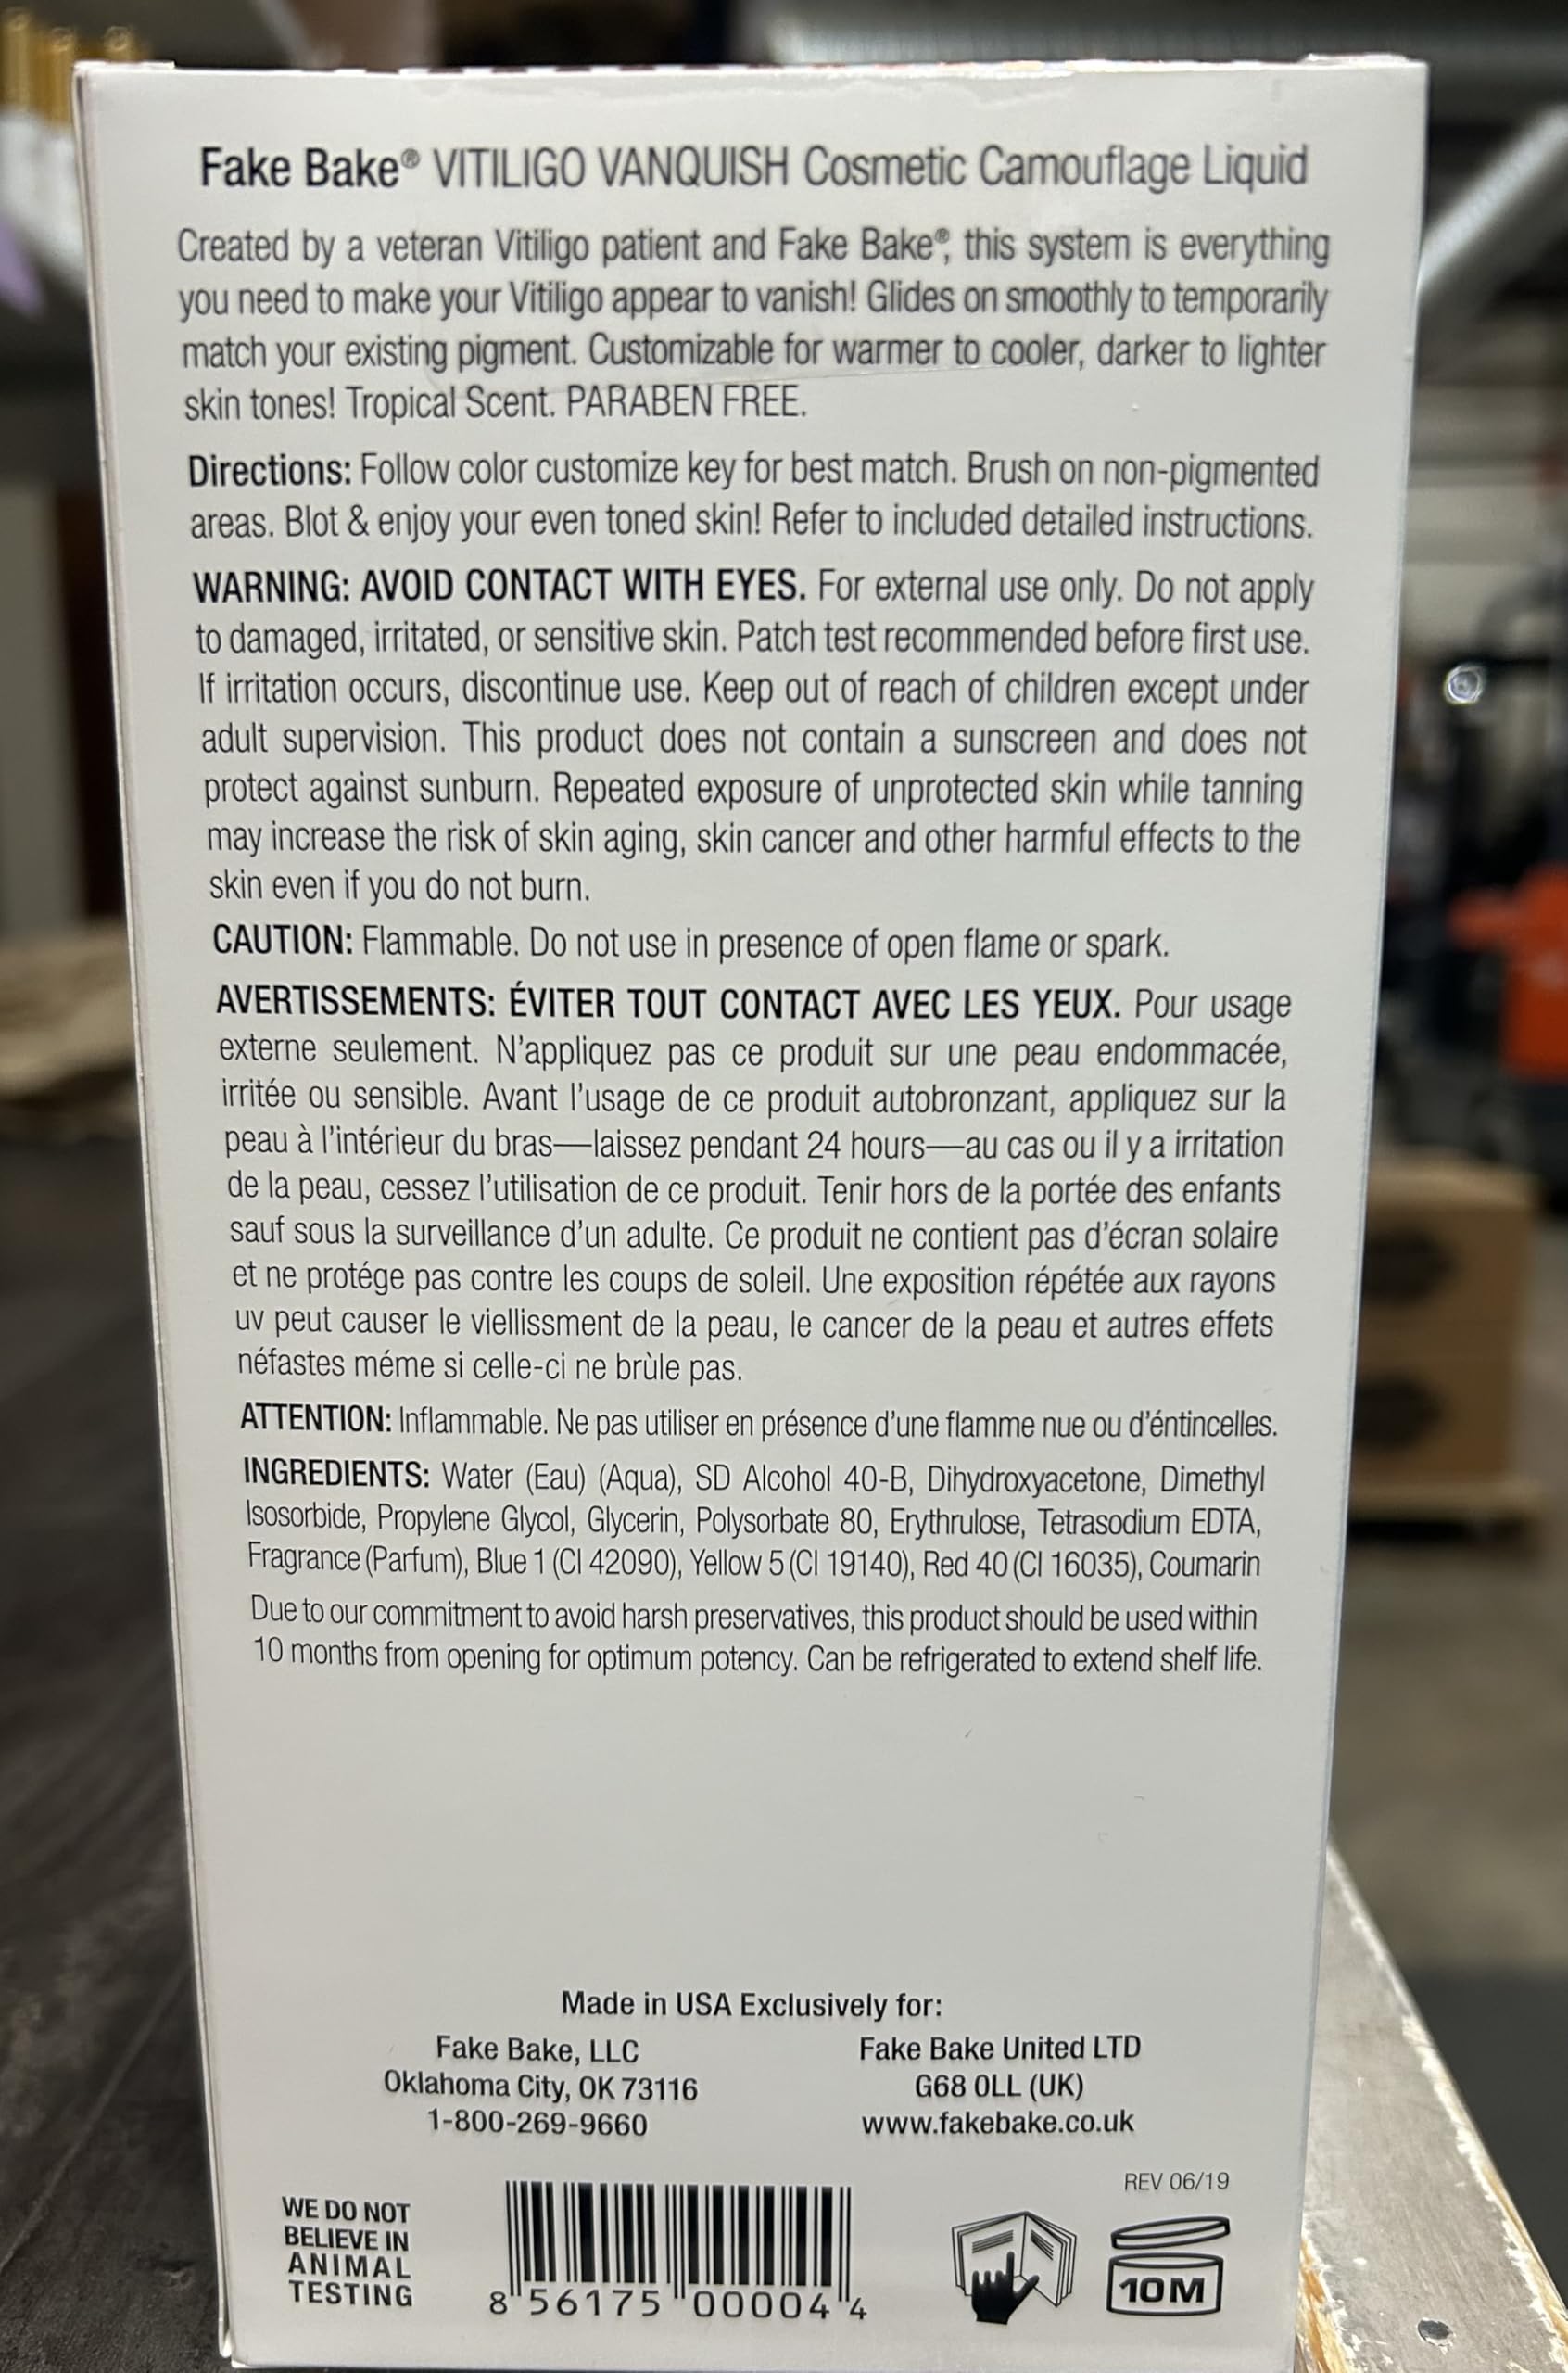 Fake Bake® VITILIGO VANQUISH Cosmetic Camouflage Liquid
Created by a veteran Vitiligo patient and Fake Bake®, this system is everything
you need to make your Vitiligo appear to vanish! Glides on smoothly to temporarily
match your existing pigment. Customizable for warmer to cooler, darker to lighter
skin tones! Tropical Scent. PARABEN FREE.
Directions: Follow color customize key for best match. Brush on non-pigmented
areas. Blot & enjoy your even toned skin! Refer to included detailed instructions.
WARNING: AVOID CONTACT WITH EYES. For external use only. Do not apply
to damaged, irritated, or sensitive skin. Patch test recommended before first use.
If irritation occurs, discontinue use. Keep out of reach of children except under
adult supervision. This product does not contain a sunscreen and does not
protect against sunburn. Repeated exposure of unprotected skin while tanning
may increase the risk of skin aging, skin cancer and other harmful effects to the
skin even if you do not burn.
CAUTION: Flammable. Do not use in presence of open flame or spark.
AVERTISSEMENTS: ÉVITER TOUT CONTACT AVEC LES YEUX. Pour usage
externe seulement. N'appliquez pas ce produit sur une peau endommacée,
irritée ou sensible. Avant l'usage de ce produit autobronzant, appliquez sur la
peau à l'intérieur du bras—laissez pendant 24 hours—au cas ou il y a irritation
de la peau, cessez l'utilisation de ce produit. Tenir hors de la portée des enfants
sauf sous la surveillance d'un adulte. Ce produit ne contient pas d'écran solaire
et ne protége pas contre les coups de soleil. Une exposition répétée aux rayons
uv peut causer le viellissment de la peau, le cancer de la peau et autres effets
néfastes méme si celle-ci ne brùle pas.
ATTENTION: Inflammable. Ne pas utiliser en présence d'une flamme nue ou d'éntincelles.
INGREDIENTS: Water (Eau) (Aqua), SD Alcohol 40-B, Dihydroxyacetone, Dimethyl
Isosorbide, Propylene Glycol, Glycerin, Polysorbate 80, Erythrulose, Tetrasodium EDTA,
Fragrance (Parfum), Blue 1 (CI 42090), Yellow 5 (CI 19140), Red 40 (CI 16035), Coumarin
Due to our commitment to avoid harsh preservatives, this product should be used within
10 months from opening for optimum potency. Can be refrigerated to extend shelf life.
Made in USA Exclusively for:
Fake Bake, LLC
Oklahoma City, OK 73116
1-800-269-9660
Fake Bake United LTD
G68 0LL (UK)
www.fakebake.co.uk
REV 06/19
WE DO NOT
BELIEVE IN
ANIMAL
TESTING
8 56175 00004 4
10M